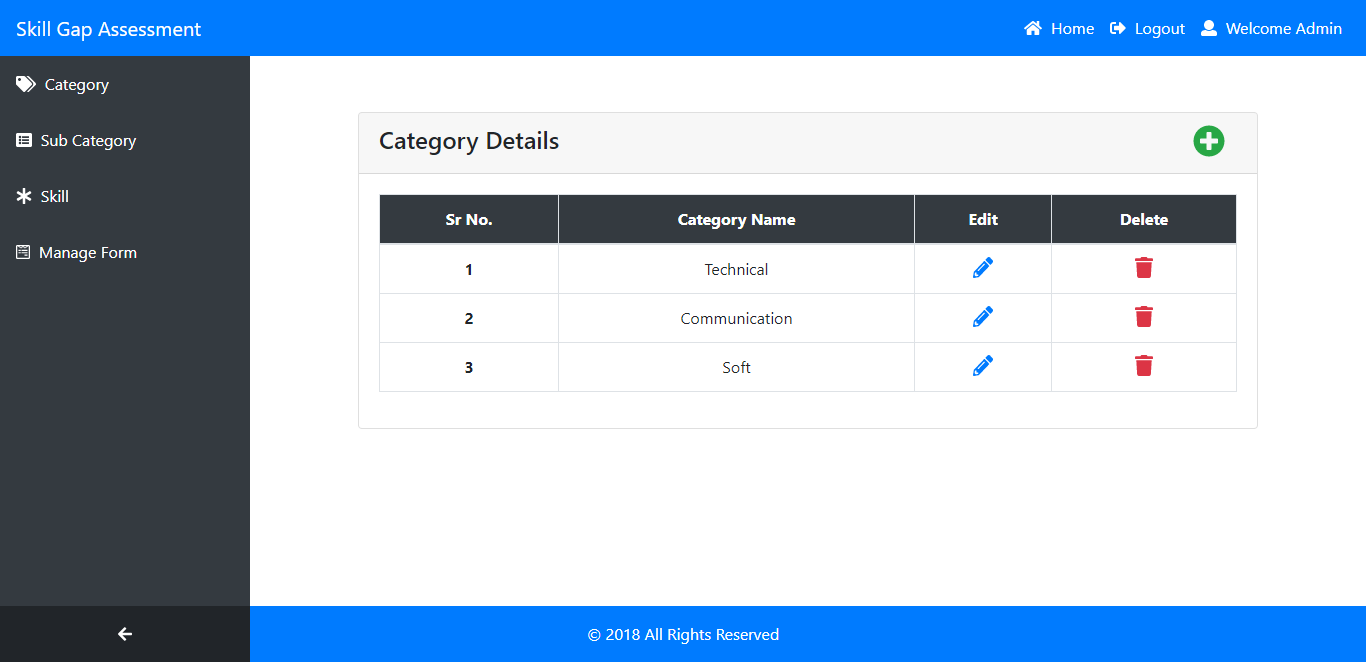 Skill Gap Assessment Home Logout Welcome Admin
Category
Sub Category
Skill
Manage Form
Category Details
Sr No. Category Name Edit Delete
1 Technical
2 Communication
3 Soft
© 2018 All Rights Reserved